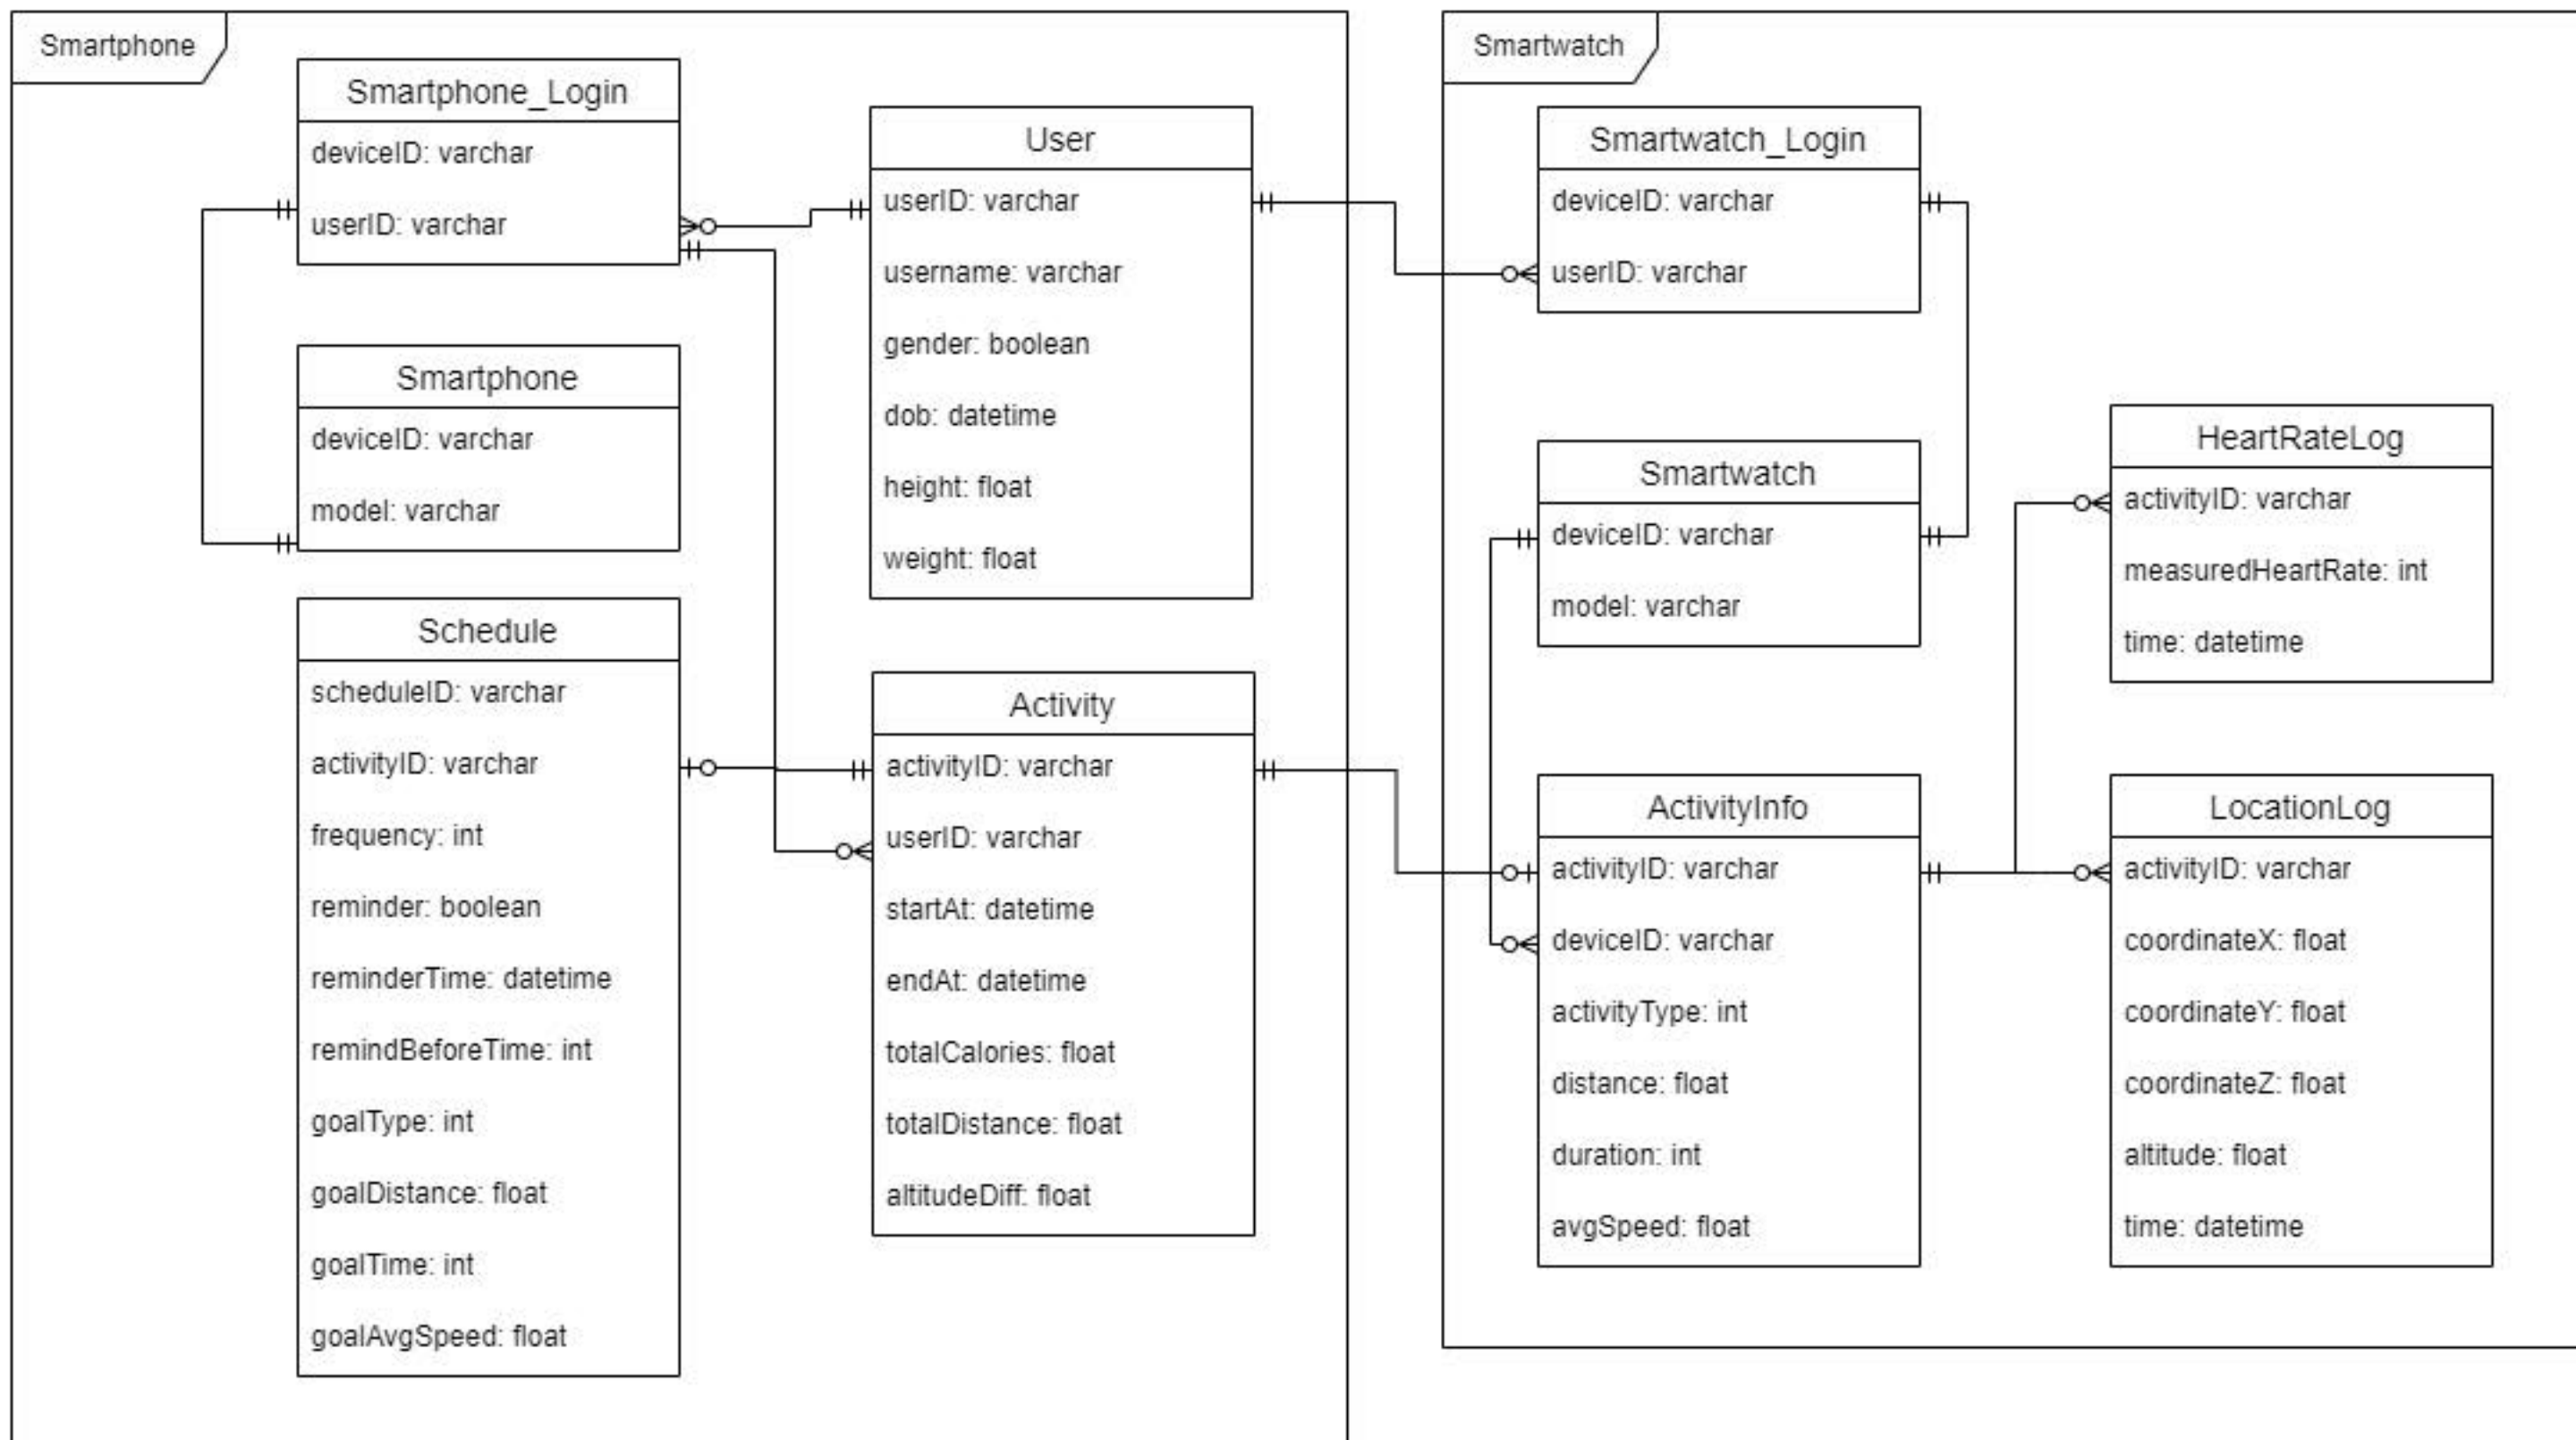 Smartphone
Smartphone_Login
deviceID: varchar
userID: varchar
Smartphone
deviceID: varchar
model: varchar
Schedule
scheduleID: varchar
activityID: varchar
frequency: int
reminder: boolean
reminderTime: datetime
remindBeforeTime: int
goalType: int
goalDistance: float
goalTime: int
goalAvgSpeed: float
User
userID: varchar
username: varchar
gender: boolean
dob: datetime
height: float
weight: float
Activity
activityID: varchar
userID: varchar
startAt: datetime
endAt: datetime
totalCalories: float
totalDistance: float
altitudeDiff: float
Smartwatch
Smartwatch_Login
deviceID: varchar
userID: varchar
Smartwatch
deviceID: varchar
model: varchar
ActivityInfo
activityID: varchar
deviceID: varchar
activityType: int
distance: float
duration: int
avgSpeed: float
HeartRateLog
activityID: varchar
measuredHeartRate: int
time: datetime
LocationLog
activityID: varchar
coordinateX: float
coordinateY: float
coordinateZ: float
altitude: float
time: datetime